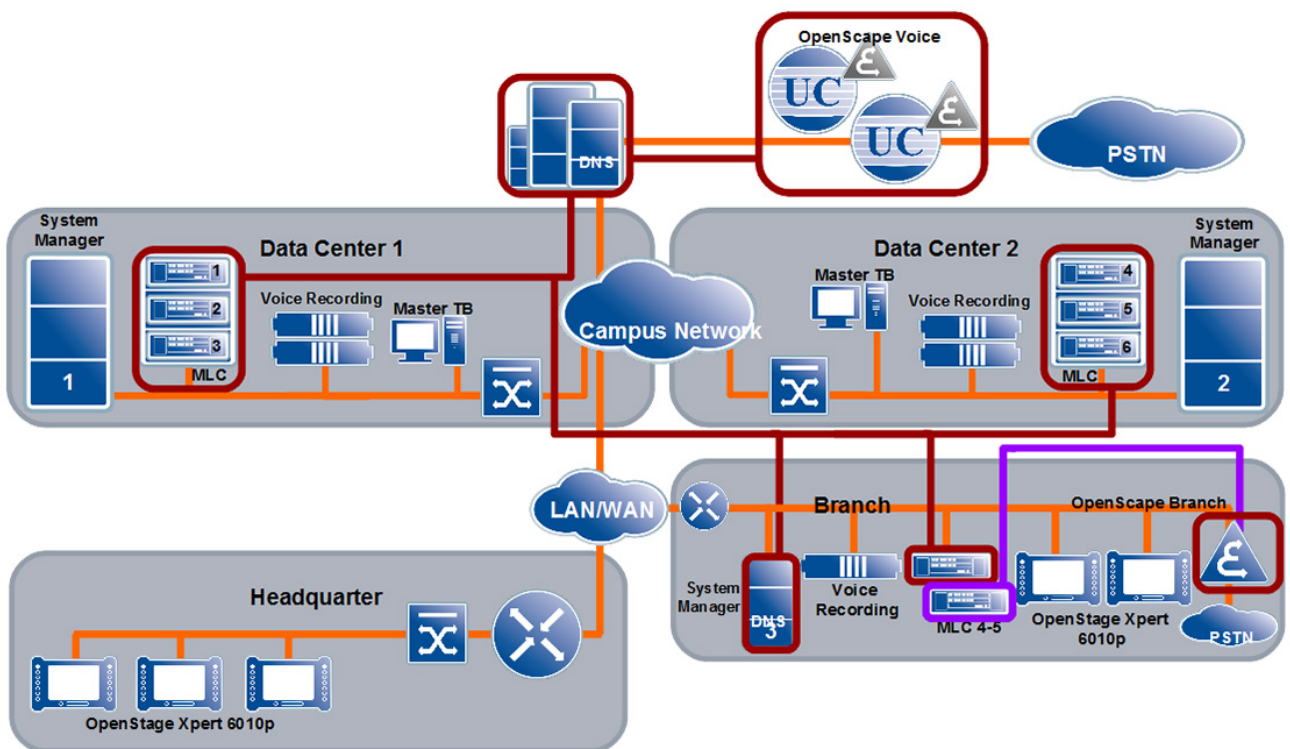 OpenScape Voice
UC
UC
DNS
PSTN
System
Manager
Data Center 1
1
2
3
MLC
Voice Recording
Master TB
1
Campus Network
Data Center 2
System
Manager
Master TB
Voice Recording
4
5
6
MLC
2
LAN/WAN
Branch
OpenScape Branch
System
Manager
DNS
3
Voice
Recording
MLC 4-5
OpenStage Xpert
6010p
PSTN
Headquarter
OpenStage Xpert 6010p